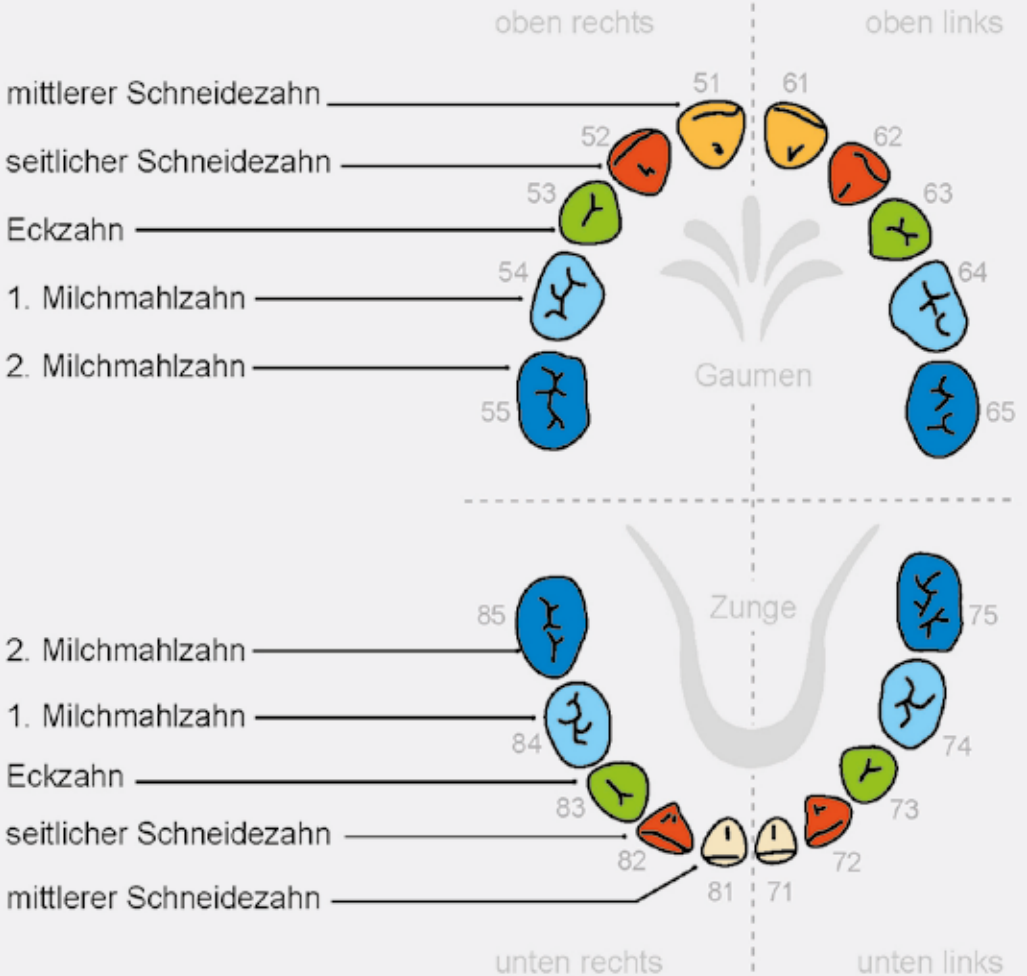 oben rechts
oben links
mittlerer Schneidezahn
51
61
seitlicher Schneidezahn
52
62
Eckzahn
53
63
1. Milchmahlzahn
54
64
2. Milchmahlzahn
Gaumen
55
65
85
Zunge
75
2. Milchmahlzahn
1. Milchmahlzahn
84
74
Eckzahn
83
73
seitlicher Schneidezahn
82
72
mittlerer Schneidezahn
81
71
unten rechts
unten links